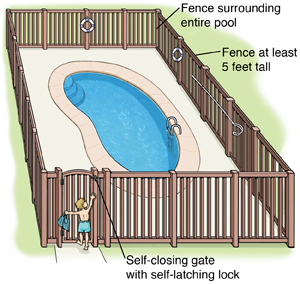 Fence surrounding
entire pool
Fence at least
5 feet tall
Self-closing gate
with self-latching lock